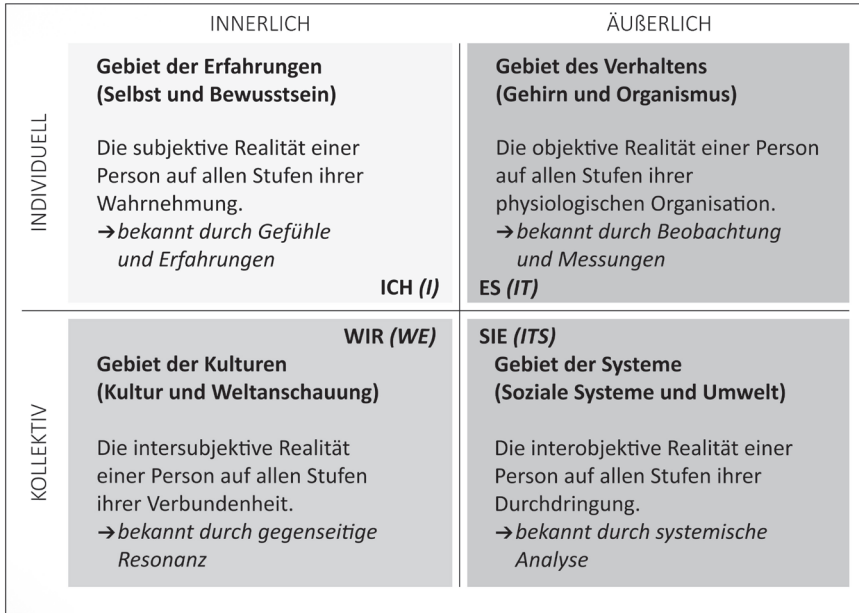 INNERLICH
ÄUßERLICH
INDIVIDUELL
Gebiet der Erfahrungen
(Selbst und Bewusstsein)
Die subjektive Realität einer
Person auf allen Stufen ihrer
Wahrnehmung.
➔ bekannt durch Gefühle
und Erfahrungen
ICH (I)
Gebiet des Verhaltens
(Gehirn und Organismus)
Die objektive Realität einer Person
auf allen Stufen ihrer
physiologischen Organisation.
➔ bekannt durch Beobachtung
und Messungen
ES (IT)
KOLLEKTIV
WIR (WE)
Gebiet der Kulturen
(Kultur und Weltanschauung)
Die intersubjektive Realität
einer Person auf allen Stufen
ihrer Verbundenheit.
➔ bekannt durch gegenseitige
Resonanz
SIE (ITS)
Gebiet der Systeme
(Soziale Systeme und Umwelt)
Die interobjektive Realität einer
Person auf allen Stufen ihrer
Durchdringung.
➔ bekannt durch systemische
Analyse